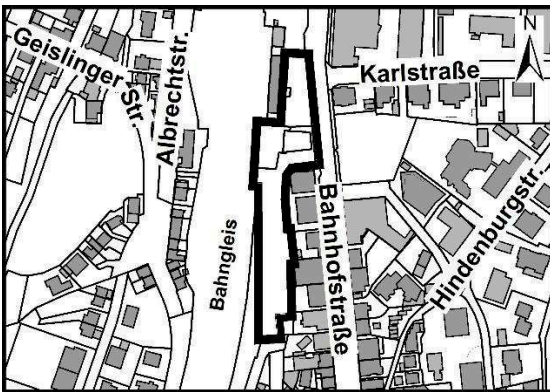 Geislinger Str.
Albrechtstr.
Karlstraße
N
Bahngleis
Bahnhofstraße
Hindenburgstr.